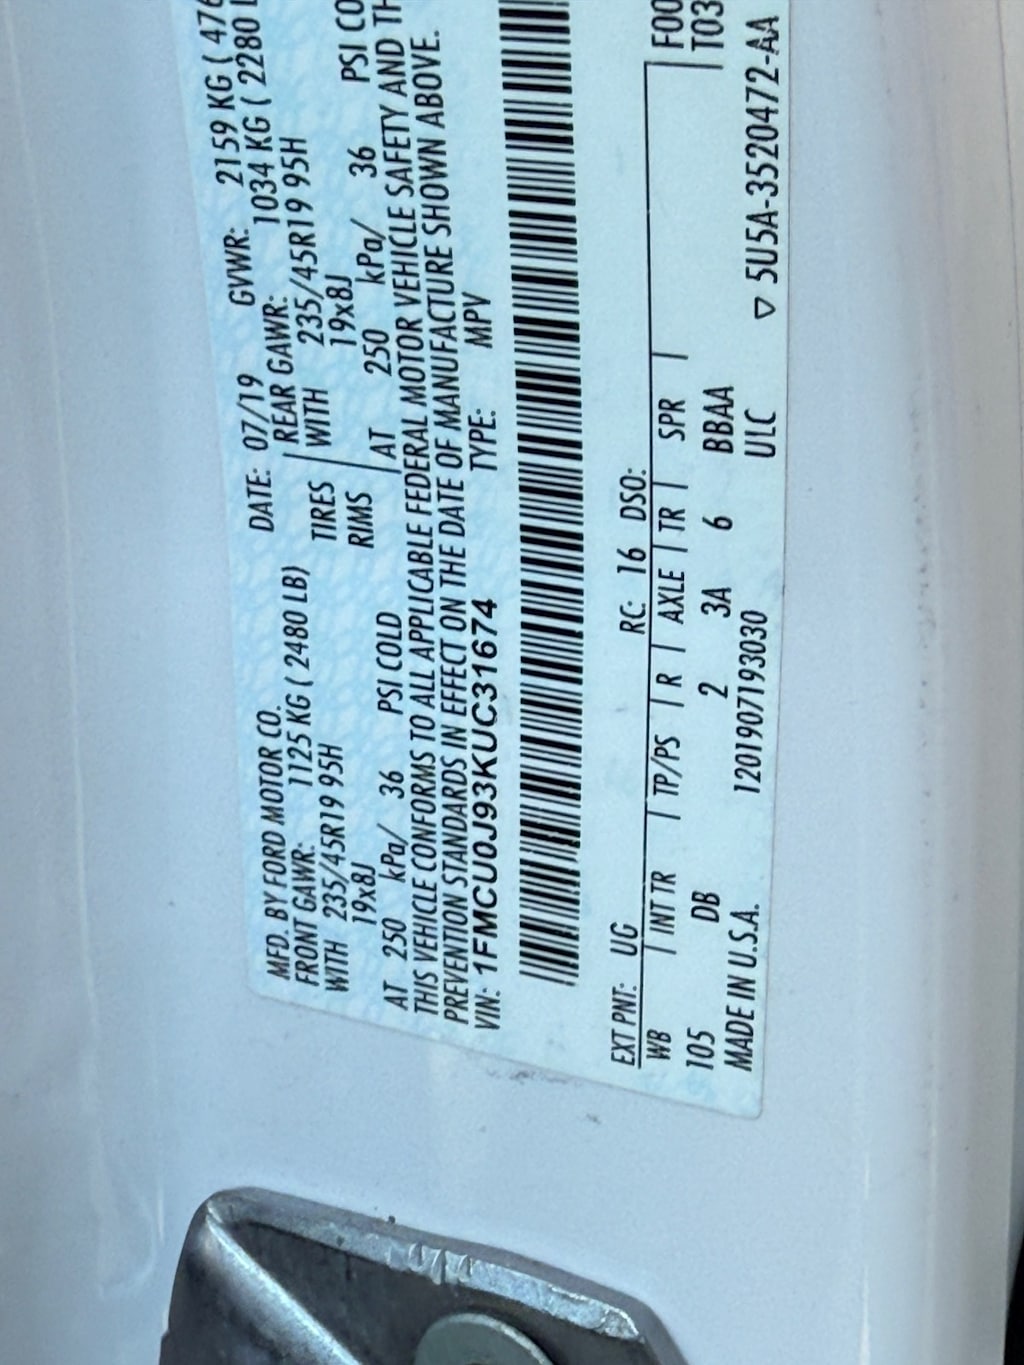 MFD. BY FORD MOTOR CO. DATE: 07/19 GVWR: 2159 KG ( 476
FRONT GAWR: 1125 KG ( 2480 LB) REAR GAWR: 1034 KG ( 2280 L
WITH 235/45R19 95H TIRES WITH 235/45R19 95H
19x8J RIMS 19x8J
AT 250 kPa/ 36 PSI COLD AT 250 kPa/ 36 PSI CO
THIS VEHICLE CONFORMS TO ALL APPLICABLE FEDERAL MOTOR VEHICLE SAFETY AND TH
PREVENTION STANDARDS IN EFFECT ON THE DATE OF MANUFACTURE SHOWN ABOVE.
VIN: 1FMCU0J93KUC31674 TYPE: MPV
EXT PNT: UG RC: 16 DSO:
WB | INT TR | TP/PS | R | AXLE | TR | SPR | F00
105 DB 2 3A 6 BBAA T03
MADE IN U.S.A. 1201907193030 ULC ▽ 5U5A-3520472-AA